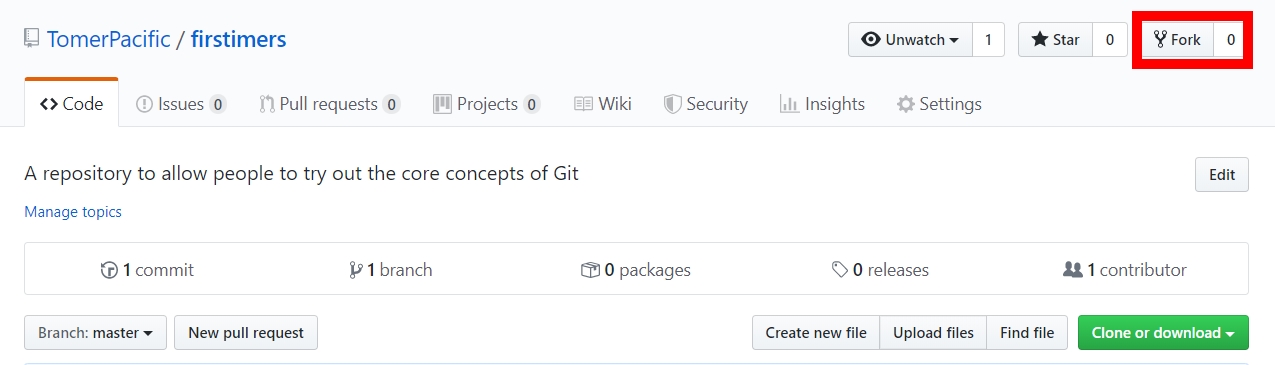 TomerPacific / firstimers Unwatch 1 Star 0 Fork 0
Code Issues 0 Pull requests 0 Projects 0 Wiki Security Insights Settings
A repository to allow people to try out the core concepts of Git Edit
Manage topics
1 commit 1 branch 0 packages 0 releases 1 contributor
Branch: master New pull request Create new file Upload files Find file Clone or download